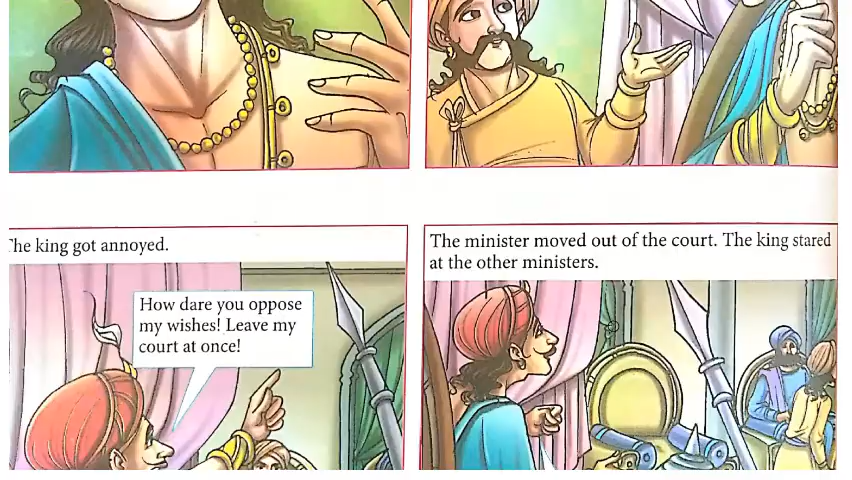 The king got annoyed.
How dare you oppose
my wishes! Leave my
court at once!
The minister moved out of the court. The king stared
at the other ministers.